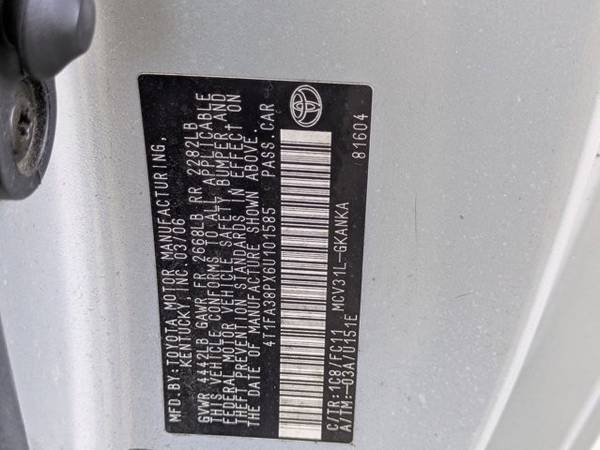 MFD.BY:TOYOTA MOTOR MANUFACTURING,
KENTUCKY, INC.03/06
GVWR 4442LB GAWR FR 2668LB RR 2282LB
THIS VEHICLE CONFORMS TO ALL APPLICABLE
FEDERAL MOTOR VEHICLE SAFETY, BUMPER AND
THEFT PREVENTION STANDARDS IN EFFECT ON
THE DATE OF MANUFACTURE SHOWN ABOVE.
4T1FA38PX6U101585 PASS.CAR
C/TR:1C8/FC11 MCV31L-GKANKA
A/TM:-03A/U151E
81604